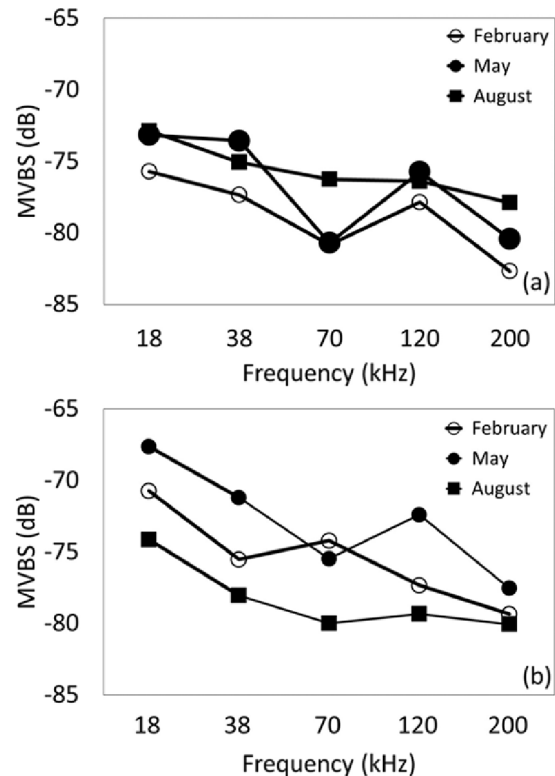 -65
-70
-75
-80
-85
MVBS (dB)
February
May
August
(a)
18 38 70 120 200
Frequency (kHz)
-65
-70
-75
-80
-85
MVBS (dB)
February
May
August
(b)
18 38 70 120 200
Frequency (kHz)